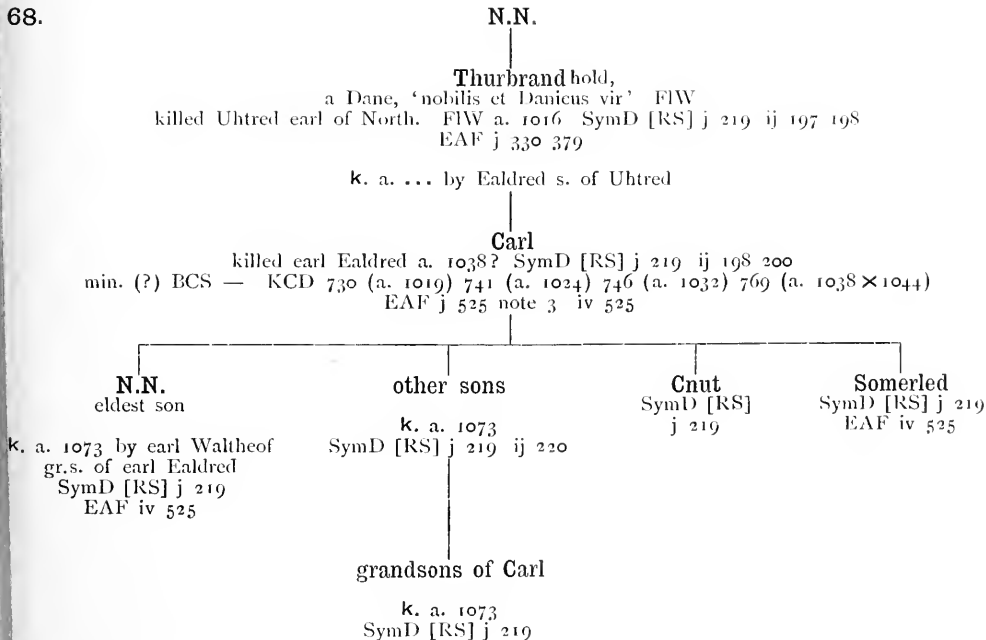 68.
N.N.
Thurbrand hold,
a Dane, ‘nobilis et Danicus vir’ FlW
killed Uhtred earl of North. FlW a. 1016 SymD [RS] j 219 ij 197 198
EAF j 330 379
k. a. ... by Ealdred s. of Uhtred
Carl
killed earl Ealdred a. 1038? SymD [RS] j 219 ij 198 200
min. (?) BCS — KCD 730 (a. 1019) 741 (a. 1024) 746 (a. 1032) 769 (a. 1038 × 1044)
EAF j 525 note 3 iv 525
N.N.
eldest son
k. a. 1073 by earl Waltheof
gr.s. of earl Ealdred
SymD [RS] j 219
EAF iv 525
other sons
k. a. 1073
SymD [RS] j 219 ij 220
Cnut
SymD [RS]
j 219
Somerled
SymD [RS] j 219
EAF iv 525
grandsons of Carl
k. a. 1073
SymD [RS] j 219